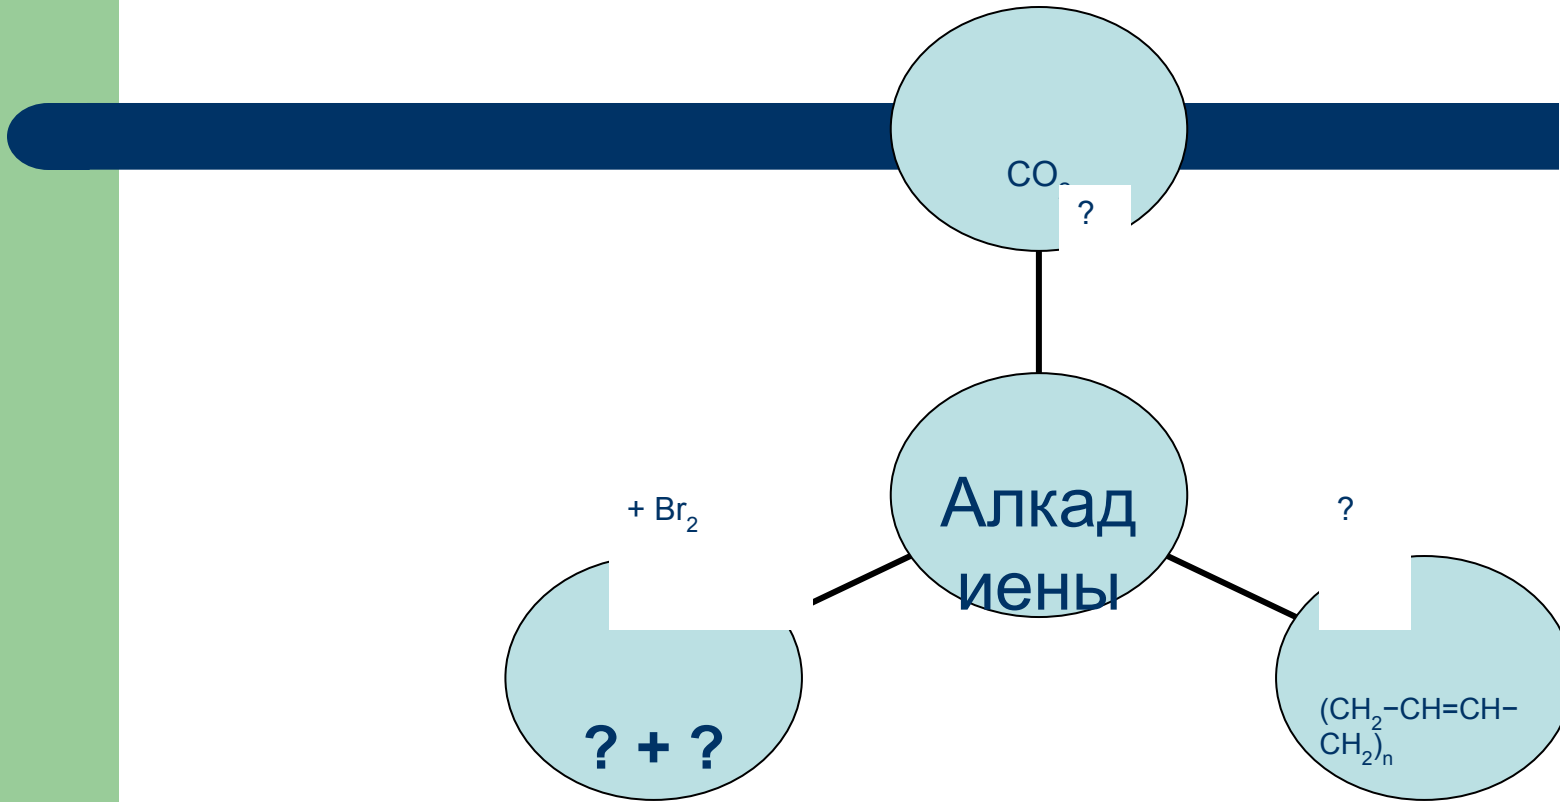 CO₂
?
+ Br₂
Алкад
иены
?
? + ?
(CH₂−CH=CH−
CH₂)ₙ